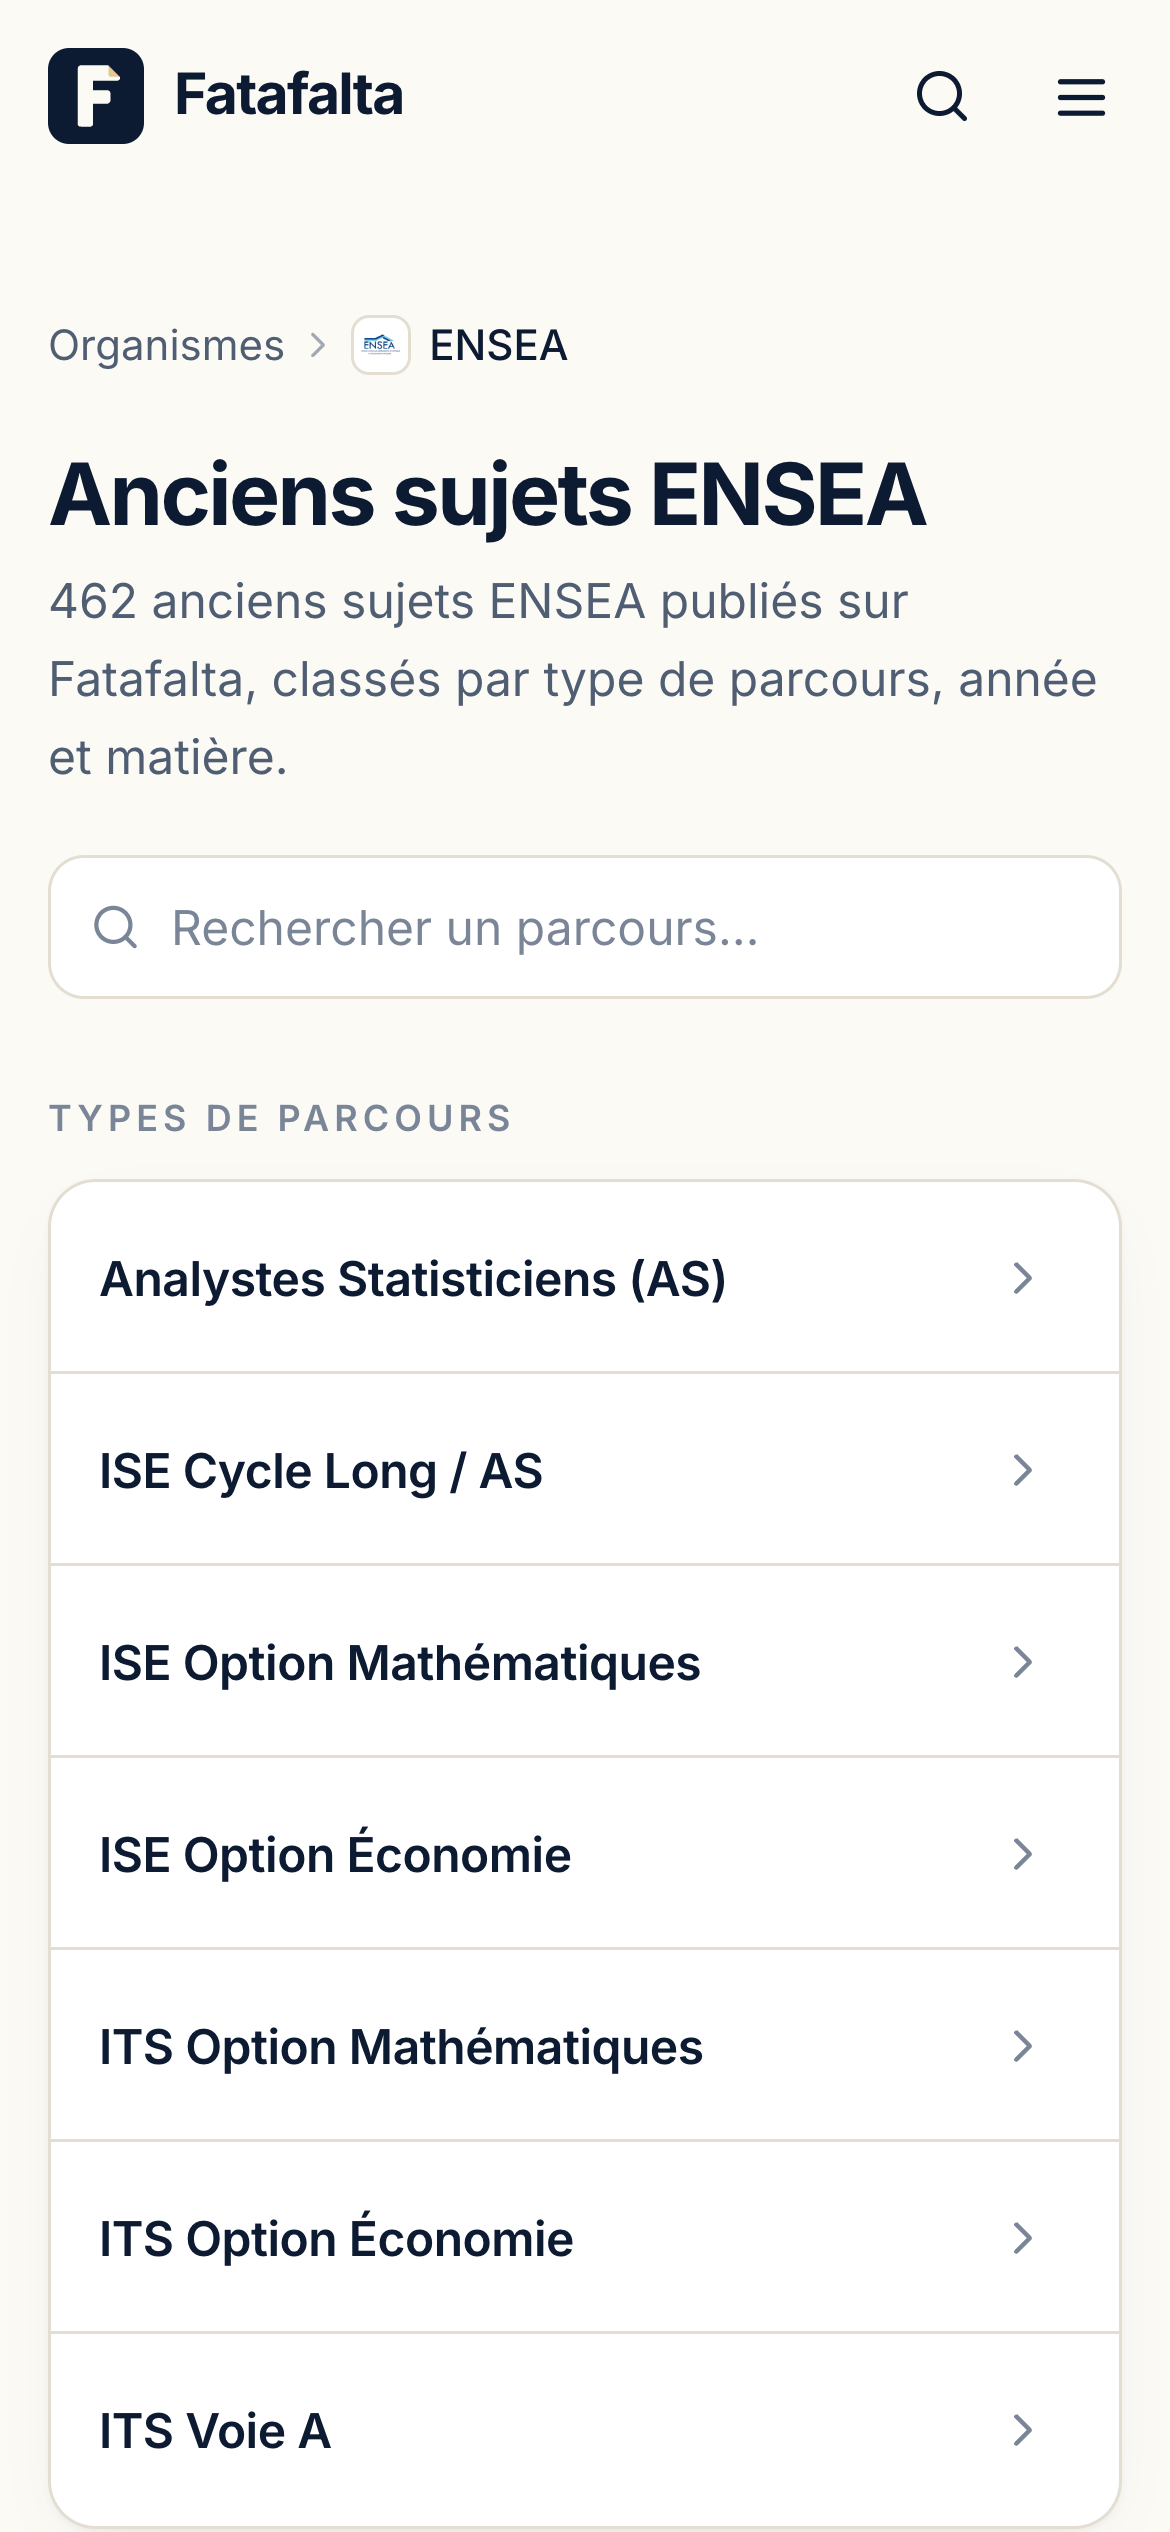 Fatafalta
Organismes
ENSEA
ENSEA
Anciens sujets ENSEA
462 anciens sujets ENSEA publiés sur
Fatafalta, classés par type de parcours, année
et matière.
Rechercher un parcours...
TYPES DE PARCOURS
Analystes Statisticiens (AS)
ISE Cycle Long / AS
ISE Option Mathématiques
ISE Option Économie
ITS Option Mathématiques
ITS Option Économie
ITS Voie A